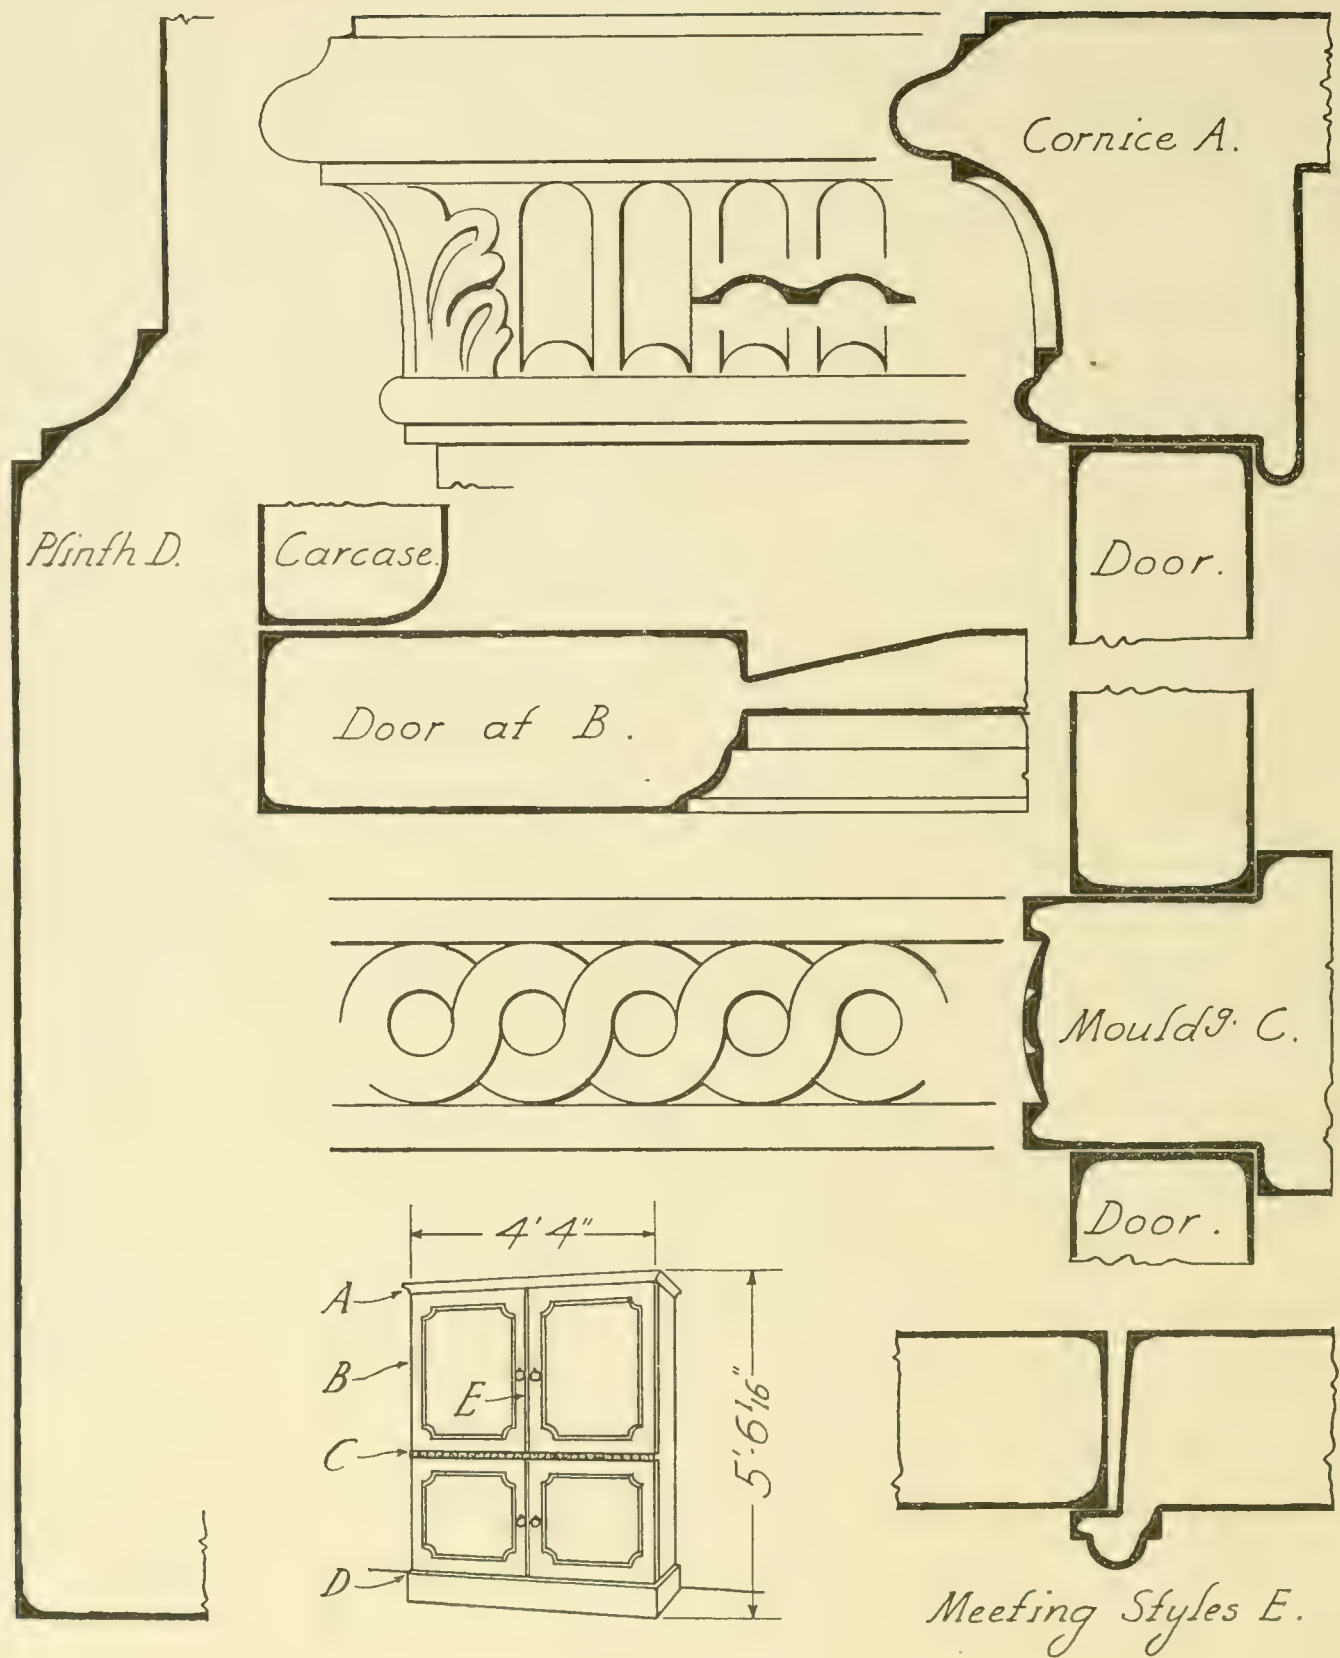 Cornice A.
Plinth D.
Carcase.
Door.
Door at B.
Mould.g. C.
Door.
4' 4"
A
B
E
C
D
5'·6 1/16"
Meeting Styles E.